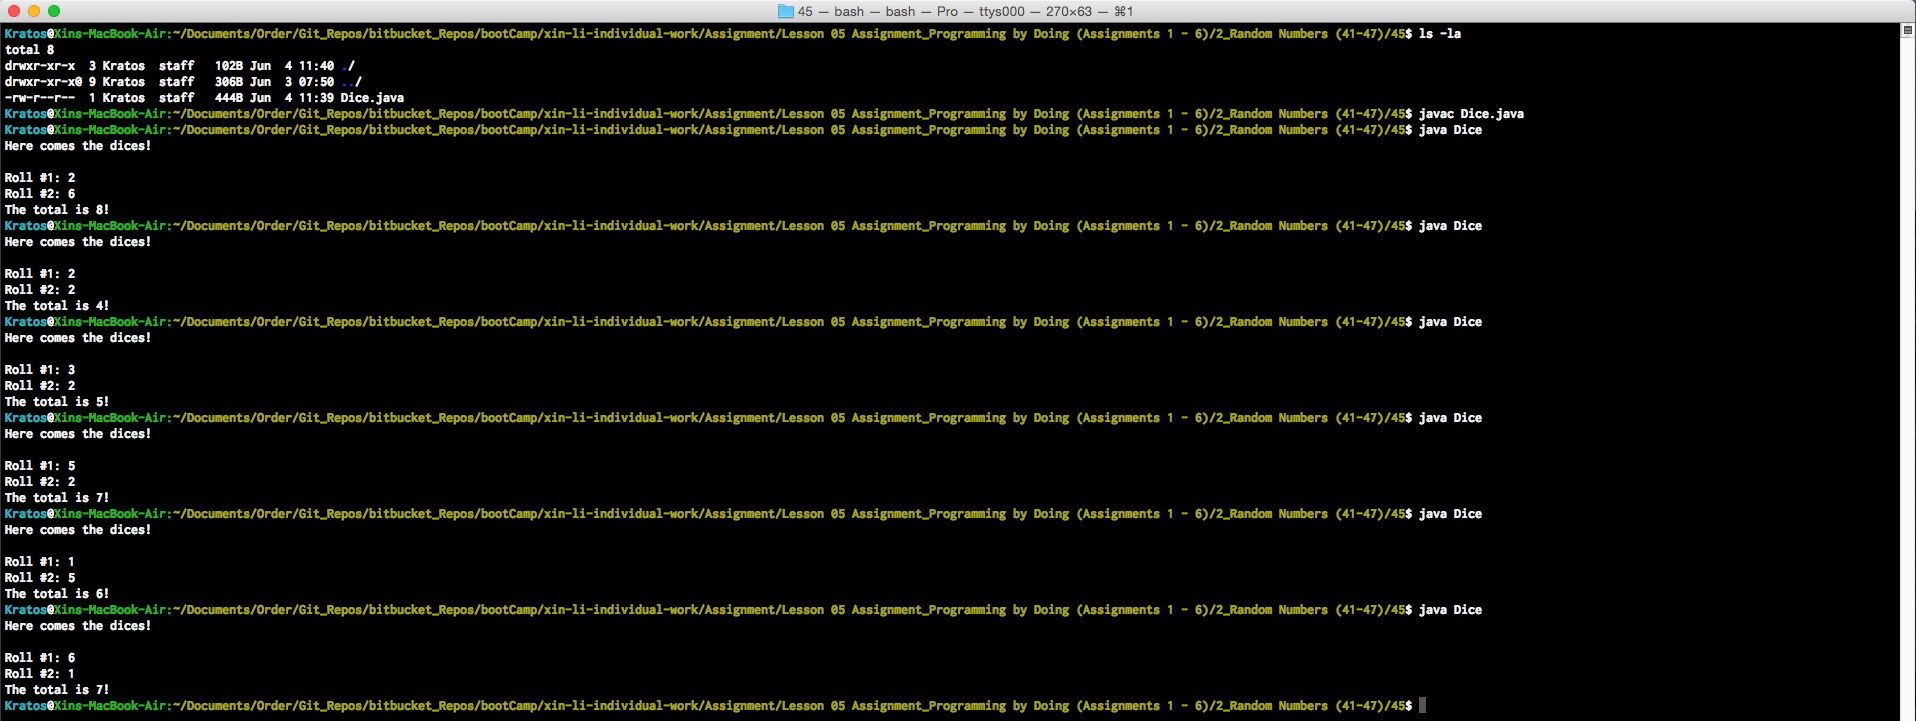 45 — bash — bash — Pro — ttys000 — 270×63 — ⌘1
Kratos@Xins-MacBook-Air:~/Documents/Order/Git_Repos/bitbucket_Repos/bootCamp/xin-li-individual-work/Assignment/Lesson 05 Assignment_Programming by Doing (Assignments 1 - 6)/2_Random Numbers (41-47)/45$ ls -la
total 8
drwxr-xr-x  3 Kratos  staff   102B Jun  4 11:40 ./
drwxr-xr-x@ 9 Kratos  staff   306B Jun  3 07:50 ../
-rw-r--r--  1 Kratos  staff   444B Jun  4 11:39 Dice.java
Kratos@Xins-MacBook-Air:~/Documents/Order/Git_Repos/bitbucket_Repos/bootCamp/xin-li-individual-work/Assignment/Lesson 05 Assignment_Programming by Doing (Assignments 1 - 6)/2_Random Numbers (41-47)/45$ javac Dice.java
Kratos@Xins-MacBook-Air:~/Documents/Order/Git_Repos/bitbucket_Repos/bootCamp/xin-li-individual-work/Assignment/Lesson 05 Assignment_Programming by Doing (Assignments 1 - 6)/2_Random Numbers (41-47)/45$ java Dice
Here comes the dices!

Roll #1: 2
Roll #2: 6
The total is 8!
Kratos@Xins-MacBook-Air:~/Documents/Order/Git_Repos/bitbucket_Repos/bootCamp/xin-li-individual-work/Assignment/Lesson 05 Assignment_Programming by Doing (Assignments 1 - 6)/2_Random Numbers (41-47)/45$ java Dice
Here comes the dices!

Roll #1: 2
Roll #2: 2
The total is 4!
Kratos@Xins-MacBook-Air:~/Documents/Order/Git_Repos/bitbucket_Repos/bootCamp/xin-li-individual-work/Assignment/Lesson 05 Assignment_Programming by Doing (Assignments 1 - 6)/2_Random Numbers (41-47)/45$ java Dice
Here comes the dices!

Roll #1: 3
Roll #2: 2
The total is 5!
Kratos@Xins-MacBook-Air:~/Documents/Order/Git_Repos/bitbucket_Repos/bootCamp/xin-li-individual-work/Assignment/Lesson 05 Assignment_Programming by Doing (Assignments 1 - 6)/2_Random Numbers (41-47)/45$ java Dice
Here comes the dices!

Roll #1: 5
Roll #2: 2
The total is 7!
Kratos@Xins-MacBook-Air:~/Documents/Order/Git_Repos/bitbucket_Repos/bootCamp/xin-li-individual-work/Assignment/Lesson 05 Assignment_Programming by Doing (Assignments 1 - 6)/2_Random Numbers (41-47)/45$ java Dice
Here comes the dices!

Roll #1: 1
Roll #2: 5
The total is 6!
Kratos@Xins-MacBook-Air:~/Documents/Order/Git_Repos/bitbucket_Repos/bootCamp/xin-li-individual-work/Assignment/Lesson 05 Assignment_Programming by Doing (Assignments 1 - 6)/2_Random Numbers (41-47)/45$ java Dice
Here comes the dices!

Roll #1: 6
Roll #2: 1
The total is 7!
Kratos@Xins-MacBook-Air:~/Documents/Order/Git_Repos/bitbucket_Repos/bootCamp/xin-li-individual-work/Assignment/Lesson 05 Assignment_Programming by Doing (Assignments 1 - 6)/2_Random Numbers (41-47)/45$